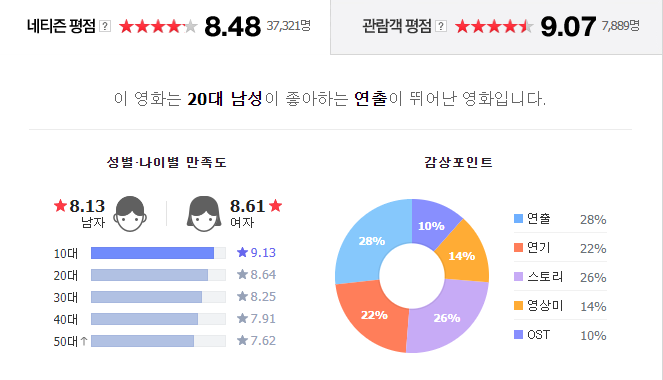 네티즌 평점 ? 8.48 37,321명
관람객 평점 ? 9.07 7,889명
이 영화는 20대 남성이 좋아하는 연출이 뛰어난 영화입니다.
성별·나이별 만족도
8.13 남자
8.61 여자
10대 9.13
20대 8.64
30대 8.25
40대 7.91
50대↑ 7.62
감상포인트
10%
14%
26%
22%
28%
연출 28%
연기 22%
스토리 26%
영상미 14%
OST 10%